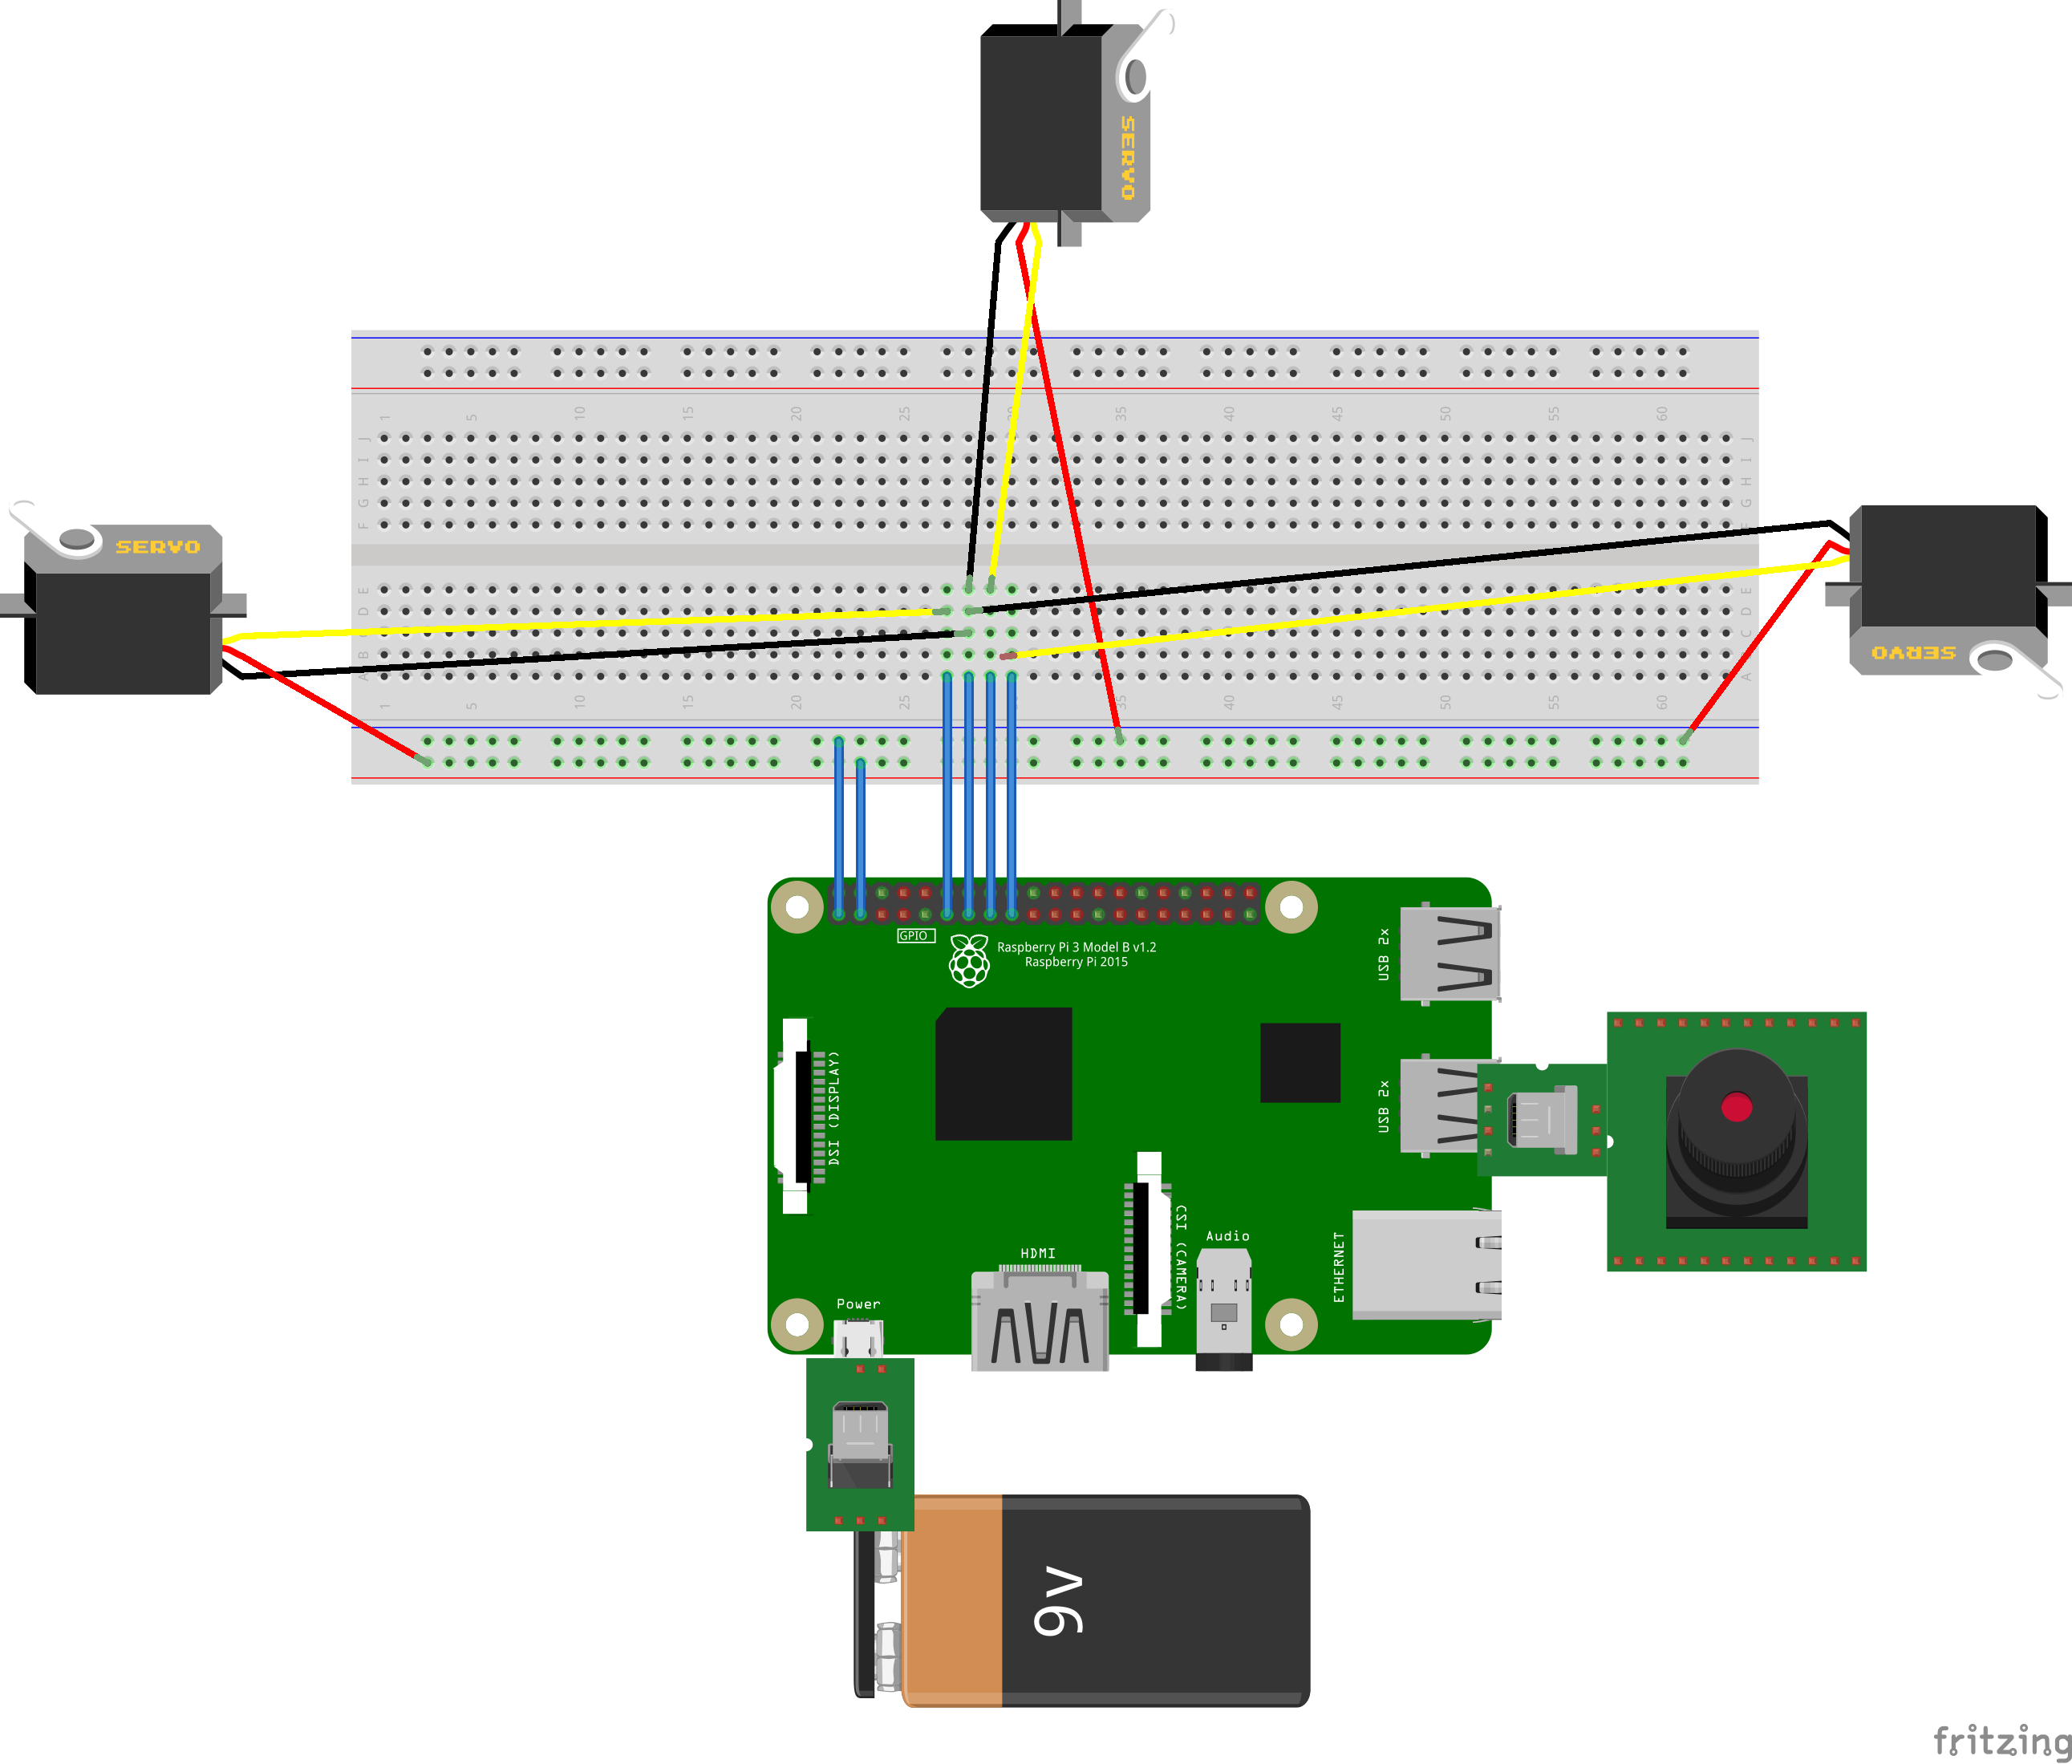 SERVO
1 5 10 15 20 25 30 35 40 45 50 55 60
J J
I I
H H
G G
F F
SERVO
E E
D D
C C
B B
A A
SERVO
1 5 10 15 20 25 30 35 40 45 50 55 60
GPIO
Raspberry Pi 3 Model B v1.2
Raspberry Pi 2015
USB 2x
DSI (DISPLAY)
USB 2x
CSI (CAMERA)
Audio
HDMI
ETHERNET
Power
9v
fritzing